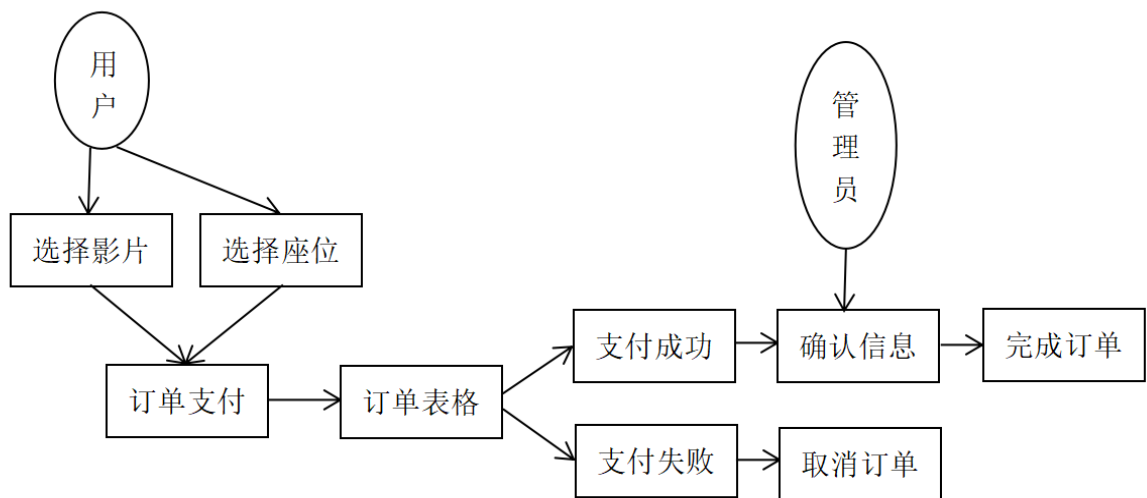 用
户
管
理
员
选择影片
选择座位
支付成功
确认信息
完成订单
订单支付
订单表格
支付失败
取消订单